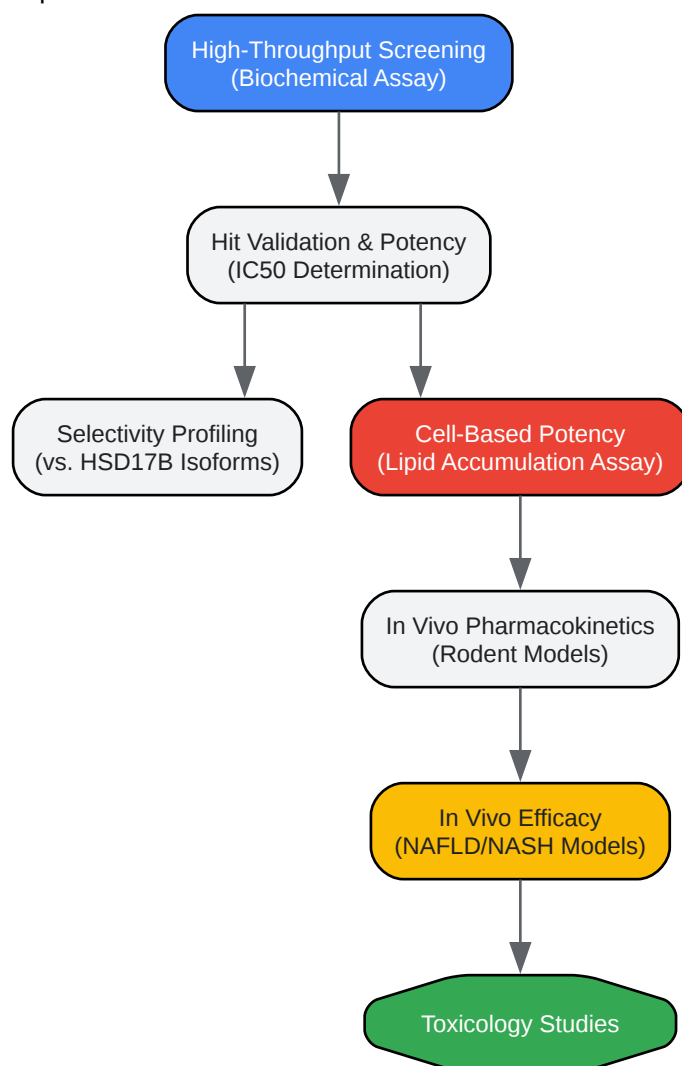 High-Throughput Screening
(Biochemical Assay)
Hit Validation & Potency
(IC50 Determination)
Selectivity Profiling
(vs. HSD17B Isoforms)
Cell-Based Potency
(Lipid Accumulation Assay)
In Vivo Pharmacokinetics
(Rodent Models)
In Vivo Efficacy
(NAFLD/NASH Models)
Toxicology Studies